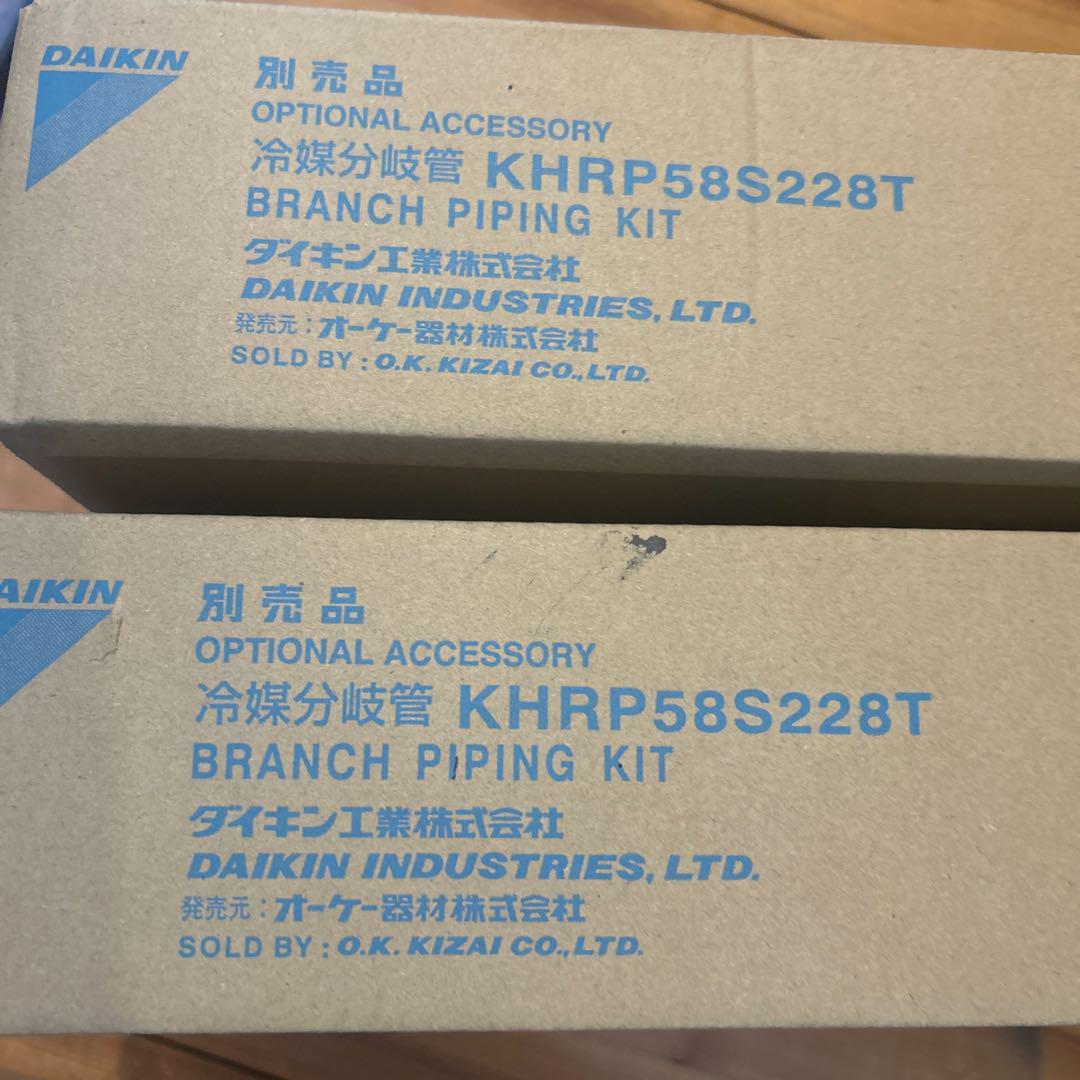 DAIKIN
別売品
OPTIONAL ACCESSORY
冷媒分岐管 KHRP58S228T
BRANCH PIPING KIT
ダイキン工業株式会社
DAIKIN INDUSTRIES, LTD.
発売元:オーケー器材株式会社
SOLD BY : O.K. KIZAI CO.,LTD.
AIKIN
別売品
OPTIONAL ACCESSORY
冷媒分岐管 KHRP58S228T
BRANCH PIPING KIT
ダイキン工業株式会社
DAIKIN INDUSTRIES, LTD.
発売元:オーケー器材株式会社
SOLD BY : O.K. KIZAI CO.,LTD.